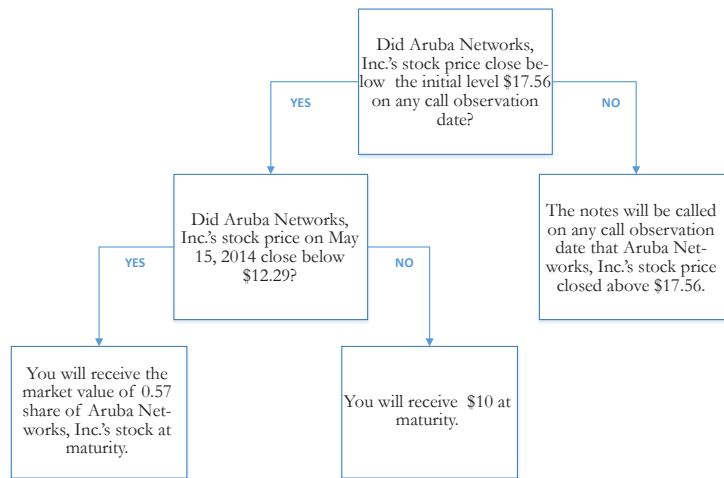 Did Aruba Networks,
Inc.'s stock price close be-
low the initial level $17.56
on any call observation
date?
YES
NO
Did Aruba Networks,
Inc.'s stock price on May
15, 2014 close below
$12.29?
The notes will be called
on any call observation
date that Aruba Net-
works, Inc.'s stock price
closed above $17.56.
YES
NO
You will receive the
market value of 0.57
share of Aruba Net-
works, Inc.'s stock at
maturity.
You will receive $10 at
maturity.